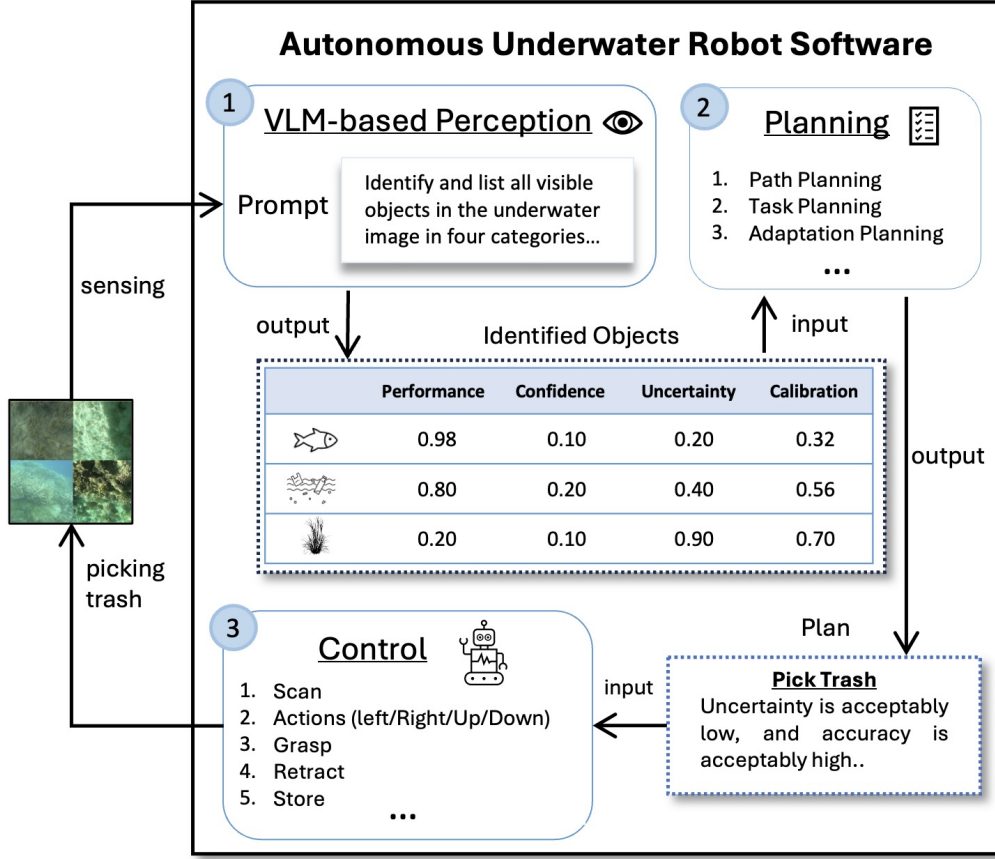 Autonomous Underwater Robot Software
1
VLM-based Perception
Prompt
Identify and list all visible
objects in the underwater
image in four categories...
2
Planning
1. Path Planning
2. Task Planning
3. Adaptation Planning
...
sensing
output
Identified Objects
input
Performance Confidence Uncertainty Calibration
0.98 0.10 0.20 0.32
0.80 0.20 0.40 0.56
0.20 0.10 0.90 0.70
output
picking
trash
3
Control
1. Scan
2. Actions (left/Right/Up/Down)
3. Grasp
4. Retract
5. Store
...
input
Plan
Pick Trash
Uncertainty is acceptably
low, and accuracy is
acceptably high..